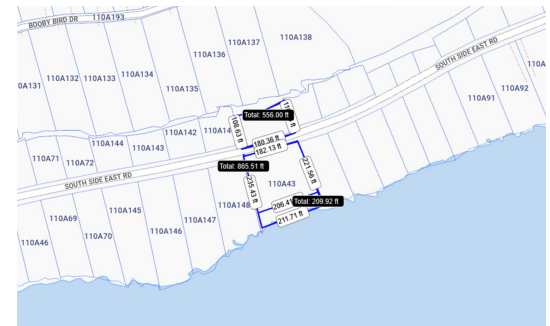 BOOBY BAY DR
110A193
110A137
110A138
110A136
110A131
110A132
110A133
110A134
110A135
SOUTH SIDE EAST RD
110A
110A92
110A91
Total: 556.00 ft
108.63 ft
180.36 ft
182.13 ft
110A142
110A144
110A143
110A71
110A72
Total: 865.51 ft
SOUTH SIDE EAST RD
235.43 ft
221.56 ft
110A43
206.41
Total: 209.92 ft
211.71 ft
110A148
110A147
110A145
110A146
110A69
110A70
110A46